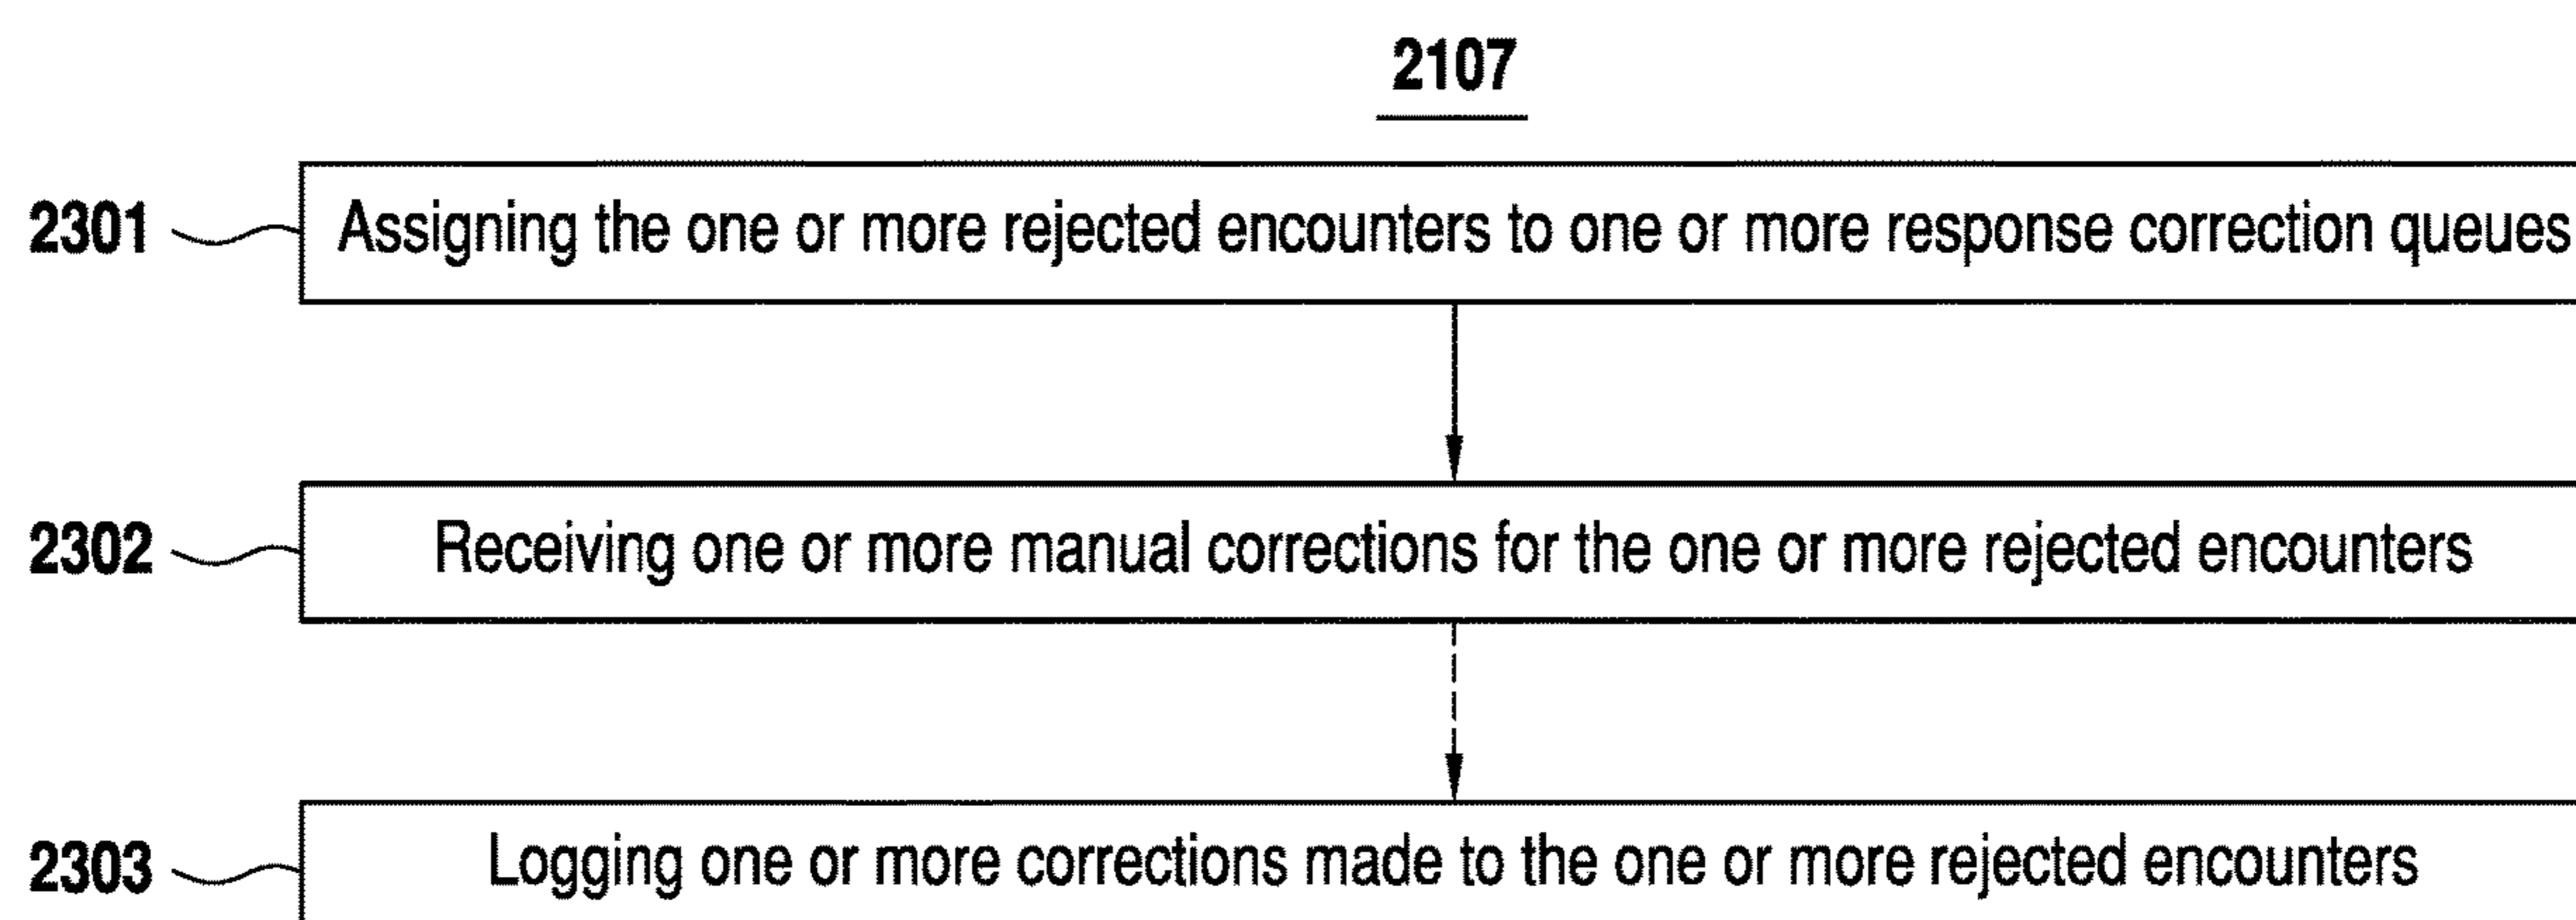 2107
2301 Assigning the one or more rejected encounters to one or more response correction queues
2302 Receiving one or more manual corrections for the one or more rejected encounters
2303 Logging one or more corrections made to the one or more rejected encounters